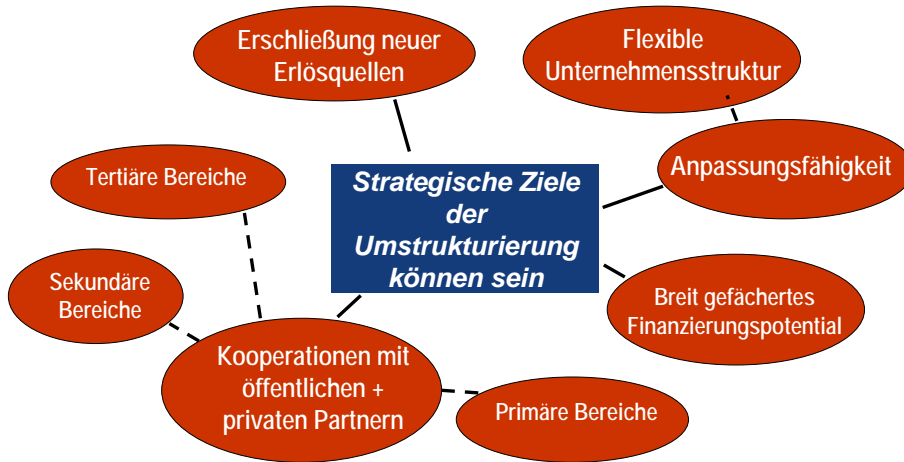 Erschließung neuer
Erlösquellen
Flexible
Unternehmensstruktur
Tertiäre Bereiche
Strategische Ziele
der
Umstrukturierung
können sein
Anpassungsfähigkeit
Sekundäre
Bereiche
Breit gefächertes
Finanzierungspotential
Kooperationen mit
öffentlichen +
privaten Partnern
Primäre Bereiche